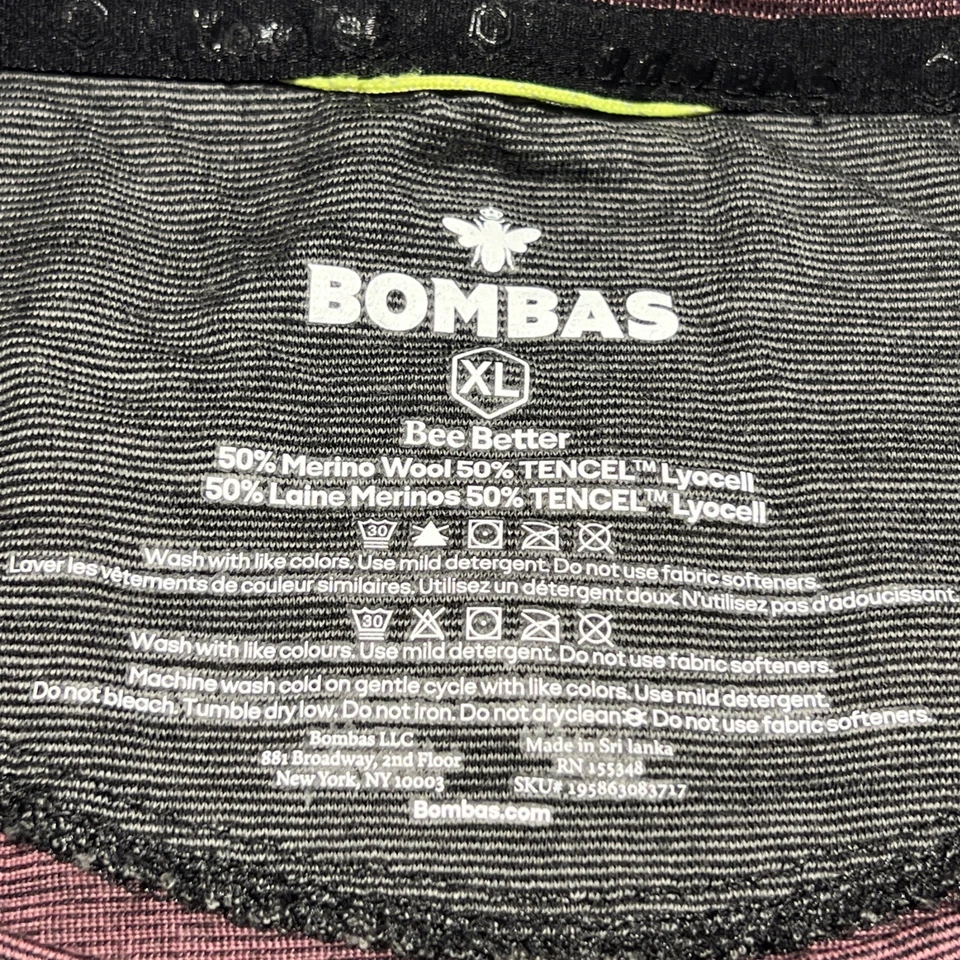 BOMBAS
BOMBAS
XL
Bee Better
50% Merino Wool 50% TENCEL™ Lyocell
50% Laine Merinos 50% TENCEL™ Lyocell
30
Wash with like colors. Use mild detergent. Do not use fabric softeners.
Laver les vêtements de couleur similaires. Utilisez un détergent doux. N'utilisez pas d'adoucissant.
30
Wash with like colours. Use mild detergent. Do not use fabric softeners.
Machine wash cold on gentle cycle with like colors. Use mild detergent.
Do not bleach. Tumble dry low. Do not iron. Do not dryclean. Do not use fabric softeners.
Bombas LLC
881 Broadway, 2nd Floor
New York, NY 10003
Made in Sri lanka
RN 155348
SKU# 195863083717
Bombas.com